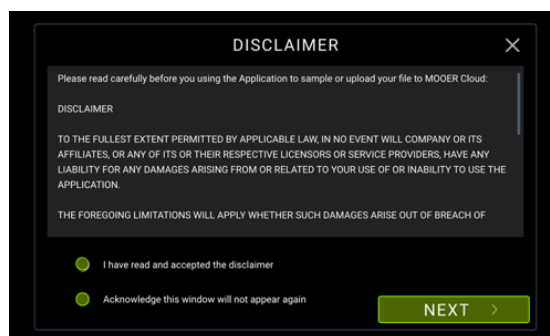 DISCLAIMER
Please read carefully before you using the Application to sample or upload your file to MOOER Cloud:
DISCLAIMER
TO THE FULLEST EXTENT PERMITTED BY APPLICABLE LAW, IN NO EVENT WILL COMPANY OR ITS
AFFILIATES, OR ANY OF ITS OR THEIR RESPECTIVE LICENSORS OR SERVICE PROVIDERS, HAVE ANY
LIABILITY FOR ANY DAMAGES ARISING FROM OR RELATED TO YOUR USE OF OR INABILITY TO USE THE
APPLICATION.
THE FOREGOING LIMITATIONS WILL APPLY WHETHER SUCH DAMAGES ARISE OUT OF BREACH OF
I have read and accepted the disclaimer
Acknowledge this window will not appear again
NEXT